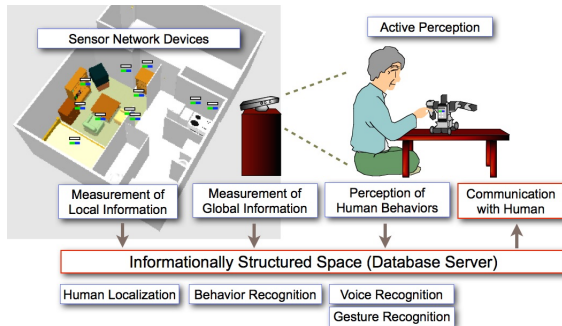 Sensor Network Devices
Active Perception
Measurement of
Local Information
Measurement of
Global Information
Perception of
Human Behaviors
Communication
with Human
Informationally Structured Space (Database Server)
Human Localization
Behavior Recognition
Voice Recognition
Gesture Recognition